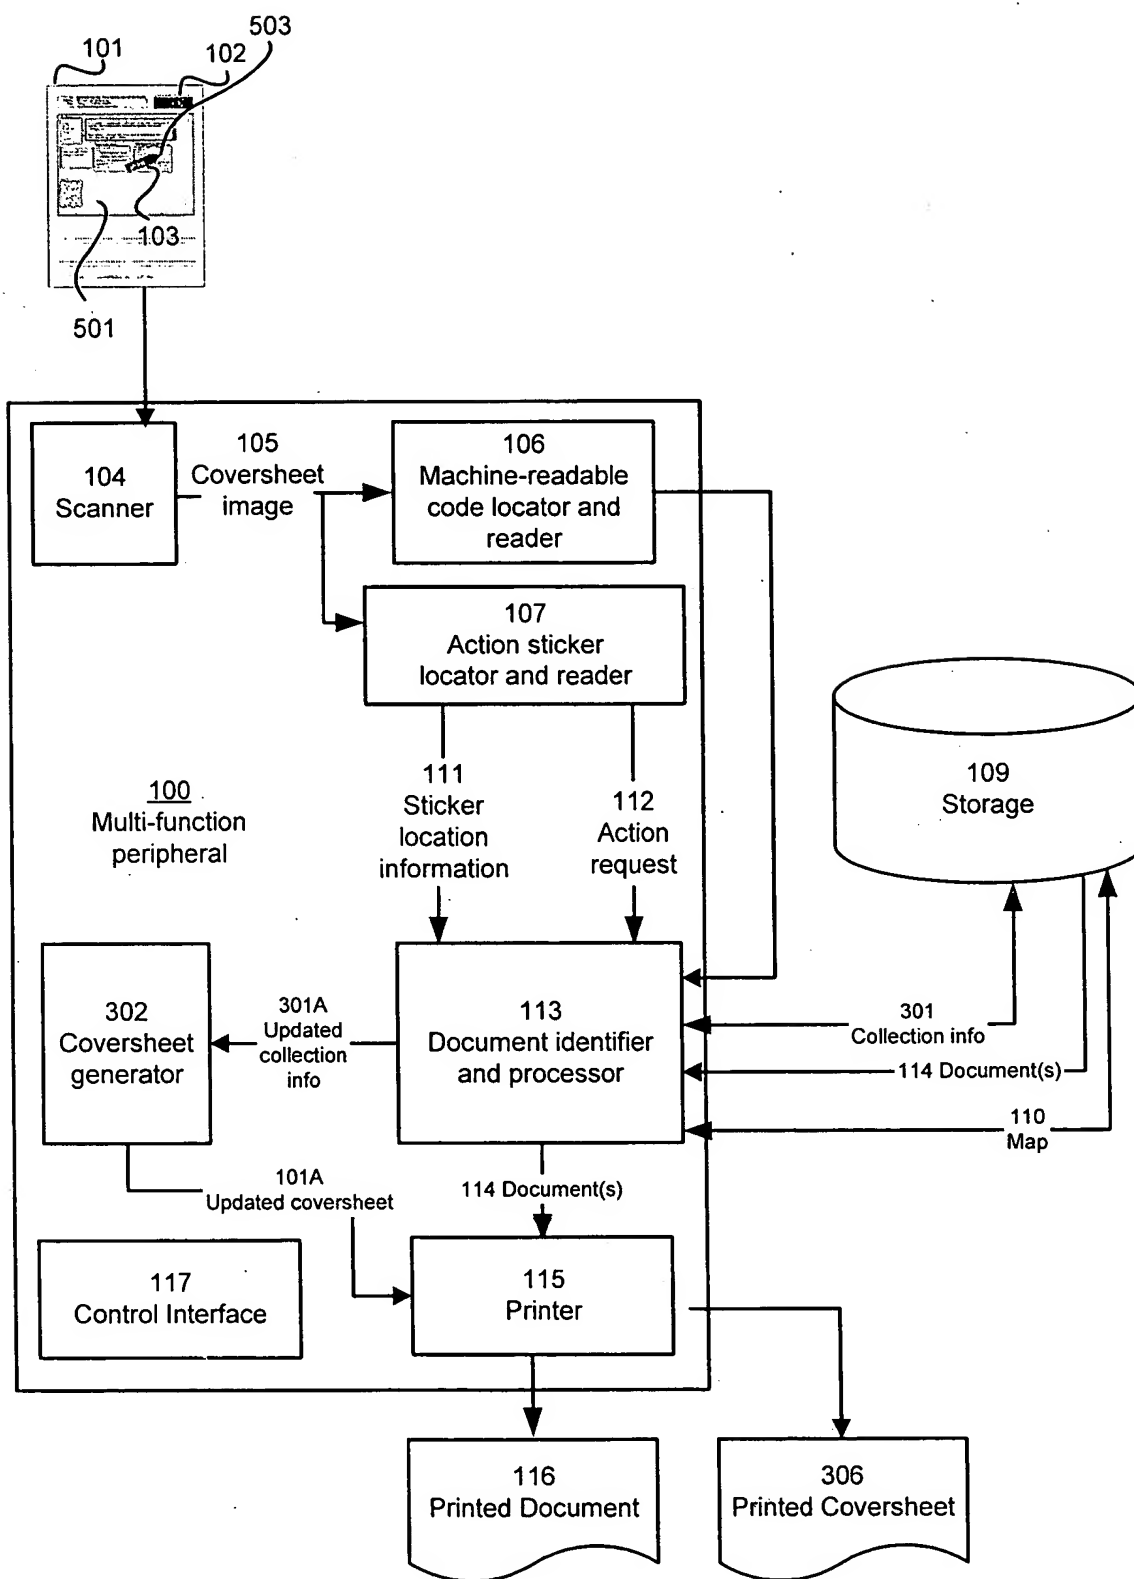 503
101
102
103
501
104
Scanner
105
Coversheet
image
106
Machine-readable
code locator and
reader
107
Action sticker
locator and reader
109
Storage
111
Sticker
location
information
112
Action
request
100
Multi-function
peripheral
302
Coversheet
generator
301A
Updated
collection
info
113
Document identifier
and processor
301
Collection info
114 Document(s)
110
Map
101A
Updated coversheet
114 Document(s)
117
Control Interface
115
Printer
116
Printed Document
306
Printed Coversheet